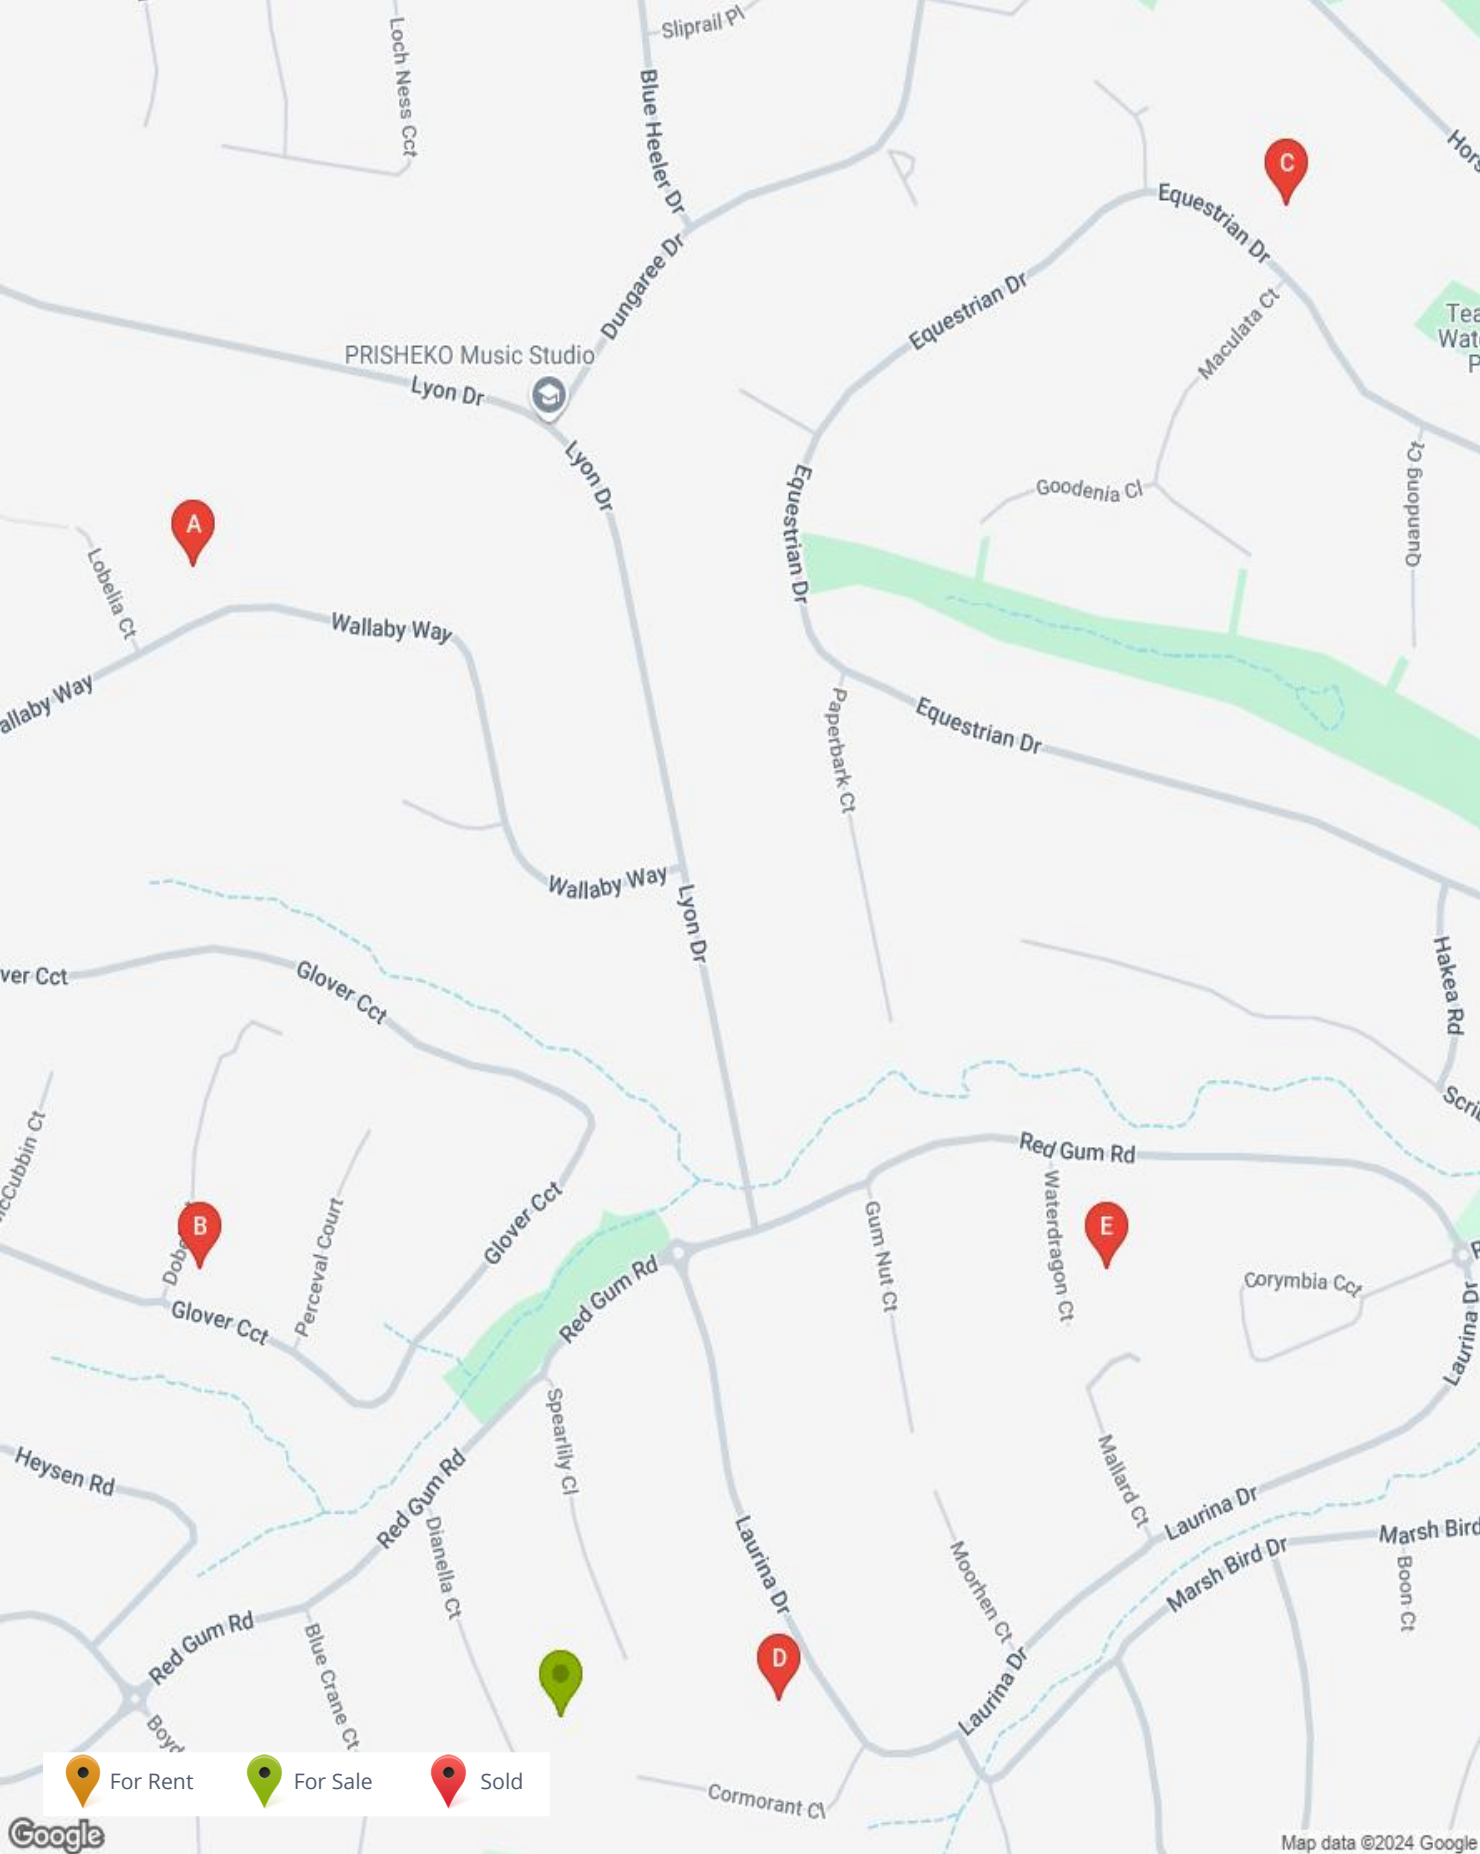 Sliprail Pl
Loch Ness Cct
Blue Heeler Dr
Dungaree Dr
C
Equestrian Dr
Equestrian Dr
Maculata Ct
PRISHEKO Music Studio
Lyon Dr
Lyon Dr
Equestrian Dr
Goodenia Cl
Quandong Ct
A
Lobelia Ct
Wallaby Way
allaby Way
Paperbark Ct
Equestrian Dr
Wallaby Way
Lyon Dr
ver Cct
Glover Cct
Hakea Rd
cCubbin Ct
B
Perceval Court
Glover Cct
Glover Cct
Red Gum Rd
Red Gum Rd
Waterdragon Ct
E
Gum Nut Ct
Corymbia Cct
Laurina Dr
Spearlily Cl
Heysen Rd
Red Gum Rd
Dianella Ct
Mallard Ct
Laurina Dr
Marsh Bird Dr
Marsh Bird
Boon Ct
Laurina Dr
Moorhen Ct
Laurina Dr
D
Red Gum Rd
Blue Crane Ct
Boyd
Cormorant Cl
For Rent
For Sale
Sold
Google
Map data ©2024 Google